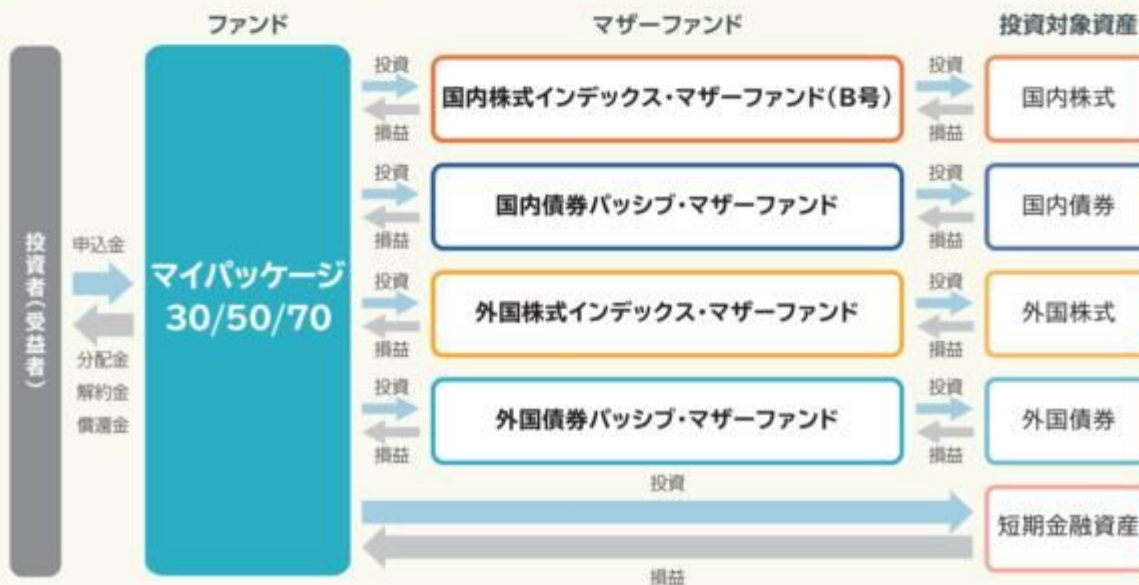 ファンド
マザーファンド
投資対象資産
投資者(受益者)
申込金
分配金
解約金
償還金
マイパッケージ
30/50/70
投資
損益
国内株式インデックス・マザーファンド(B号)
投資
損益
国内株式
投資
損益
国内債券パッシブ・マザーファンド
投資
損益
国内債券
投資
損益
外国株式インデックス・マザーファンド
投資
損益
外国株式
投資
損益
外国債券パッシブ・マザーファンド
投資
損益
外国債券
投資
損益
短期金融資産